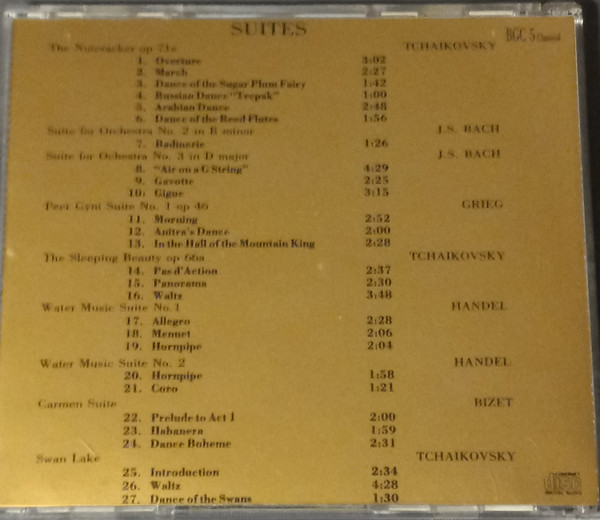 SUITES
BGC 5 Classical
The Nutcracker op 71a TCHAIKOVSKY
1. Overture 3:02
2. March 2:27
3. Dance of the Sugar Plum Fairy 1:42
4. Russian Dance "Trepak" 1:00
5. Arabian Dance 2:48
6. Dance of the Reed Flutes 1:56
Suite for Orchestra No. 2 in B minor J.S. BACH
7. Badinerie 1:26
Suite for Ochestra No. 3 in D major J.S. BACH
8. "Air on a G String" 4:29
9. Gavotte 2:25
10: Gigue 3:15
Peer Gynt Suite No. 1 op 46 GRIEG
11. Morning 2:52
12. Anitra's Dance 2:00
13. In the Hall of the Mountain King 2:28
The Sleeping Beauty op 66a TCHAIKOVSKY
14. Pas d'Action 2:37
15. Panorama 2:30
16. Waltz 3:48
Water Music Suite No.1 HANDEL
17. Allegro 2:28
18. Menuet 2:06
19. Hornpipe 2:04
Water Music Suite No. 2 HANDEL
20. Hornpipe 1:58
21. Coro 1:21
Carmen Suite BIZET
22. Prelude to Act 1 2:00
23. Habanera 1:59
24. Dance Boheme 2:31
Swan Lake TCHAIKOVSKY
25. Introduction 2:34
26. Waltz 4:28
27. Dance of the Swans 1:30
COMPACT
disc
DIGITAL AUDIO